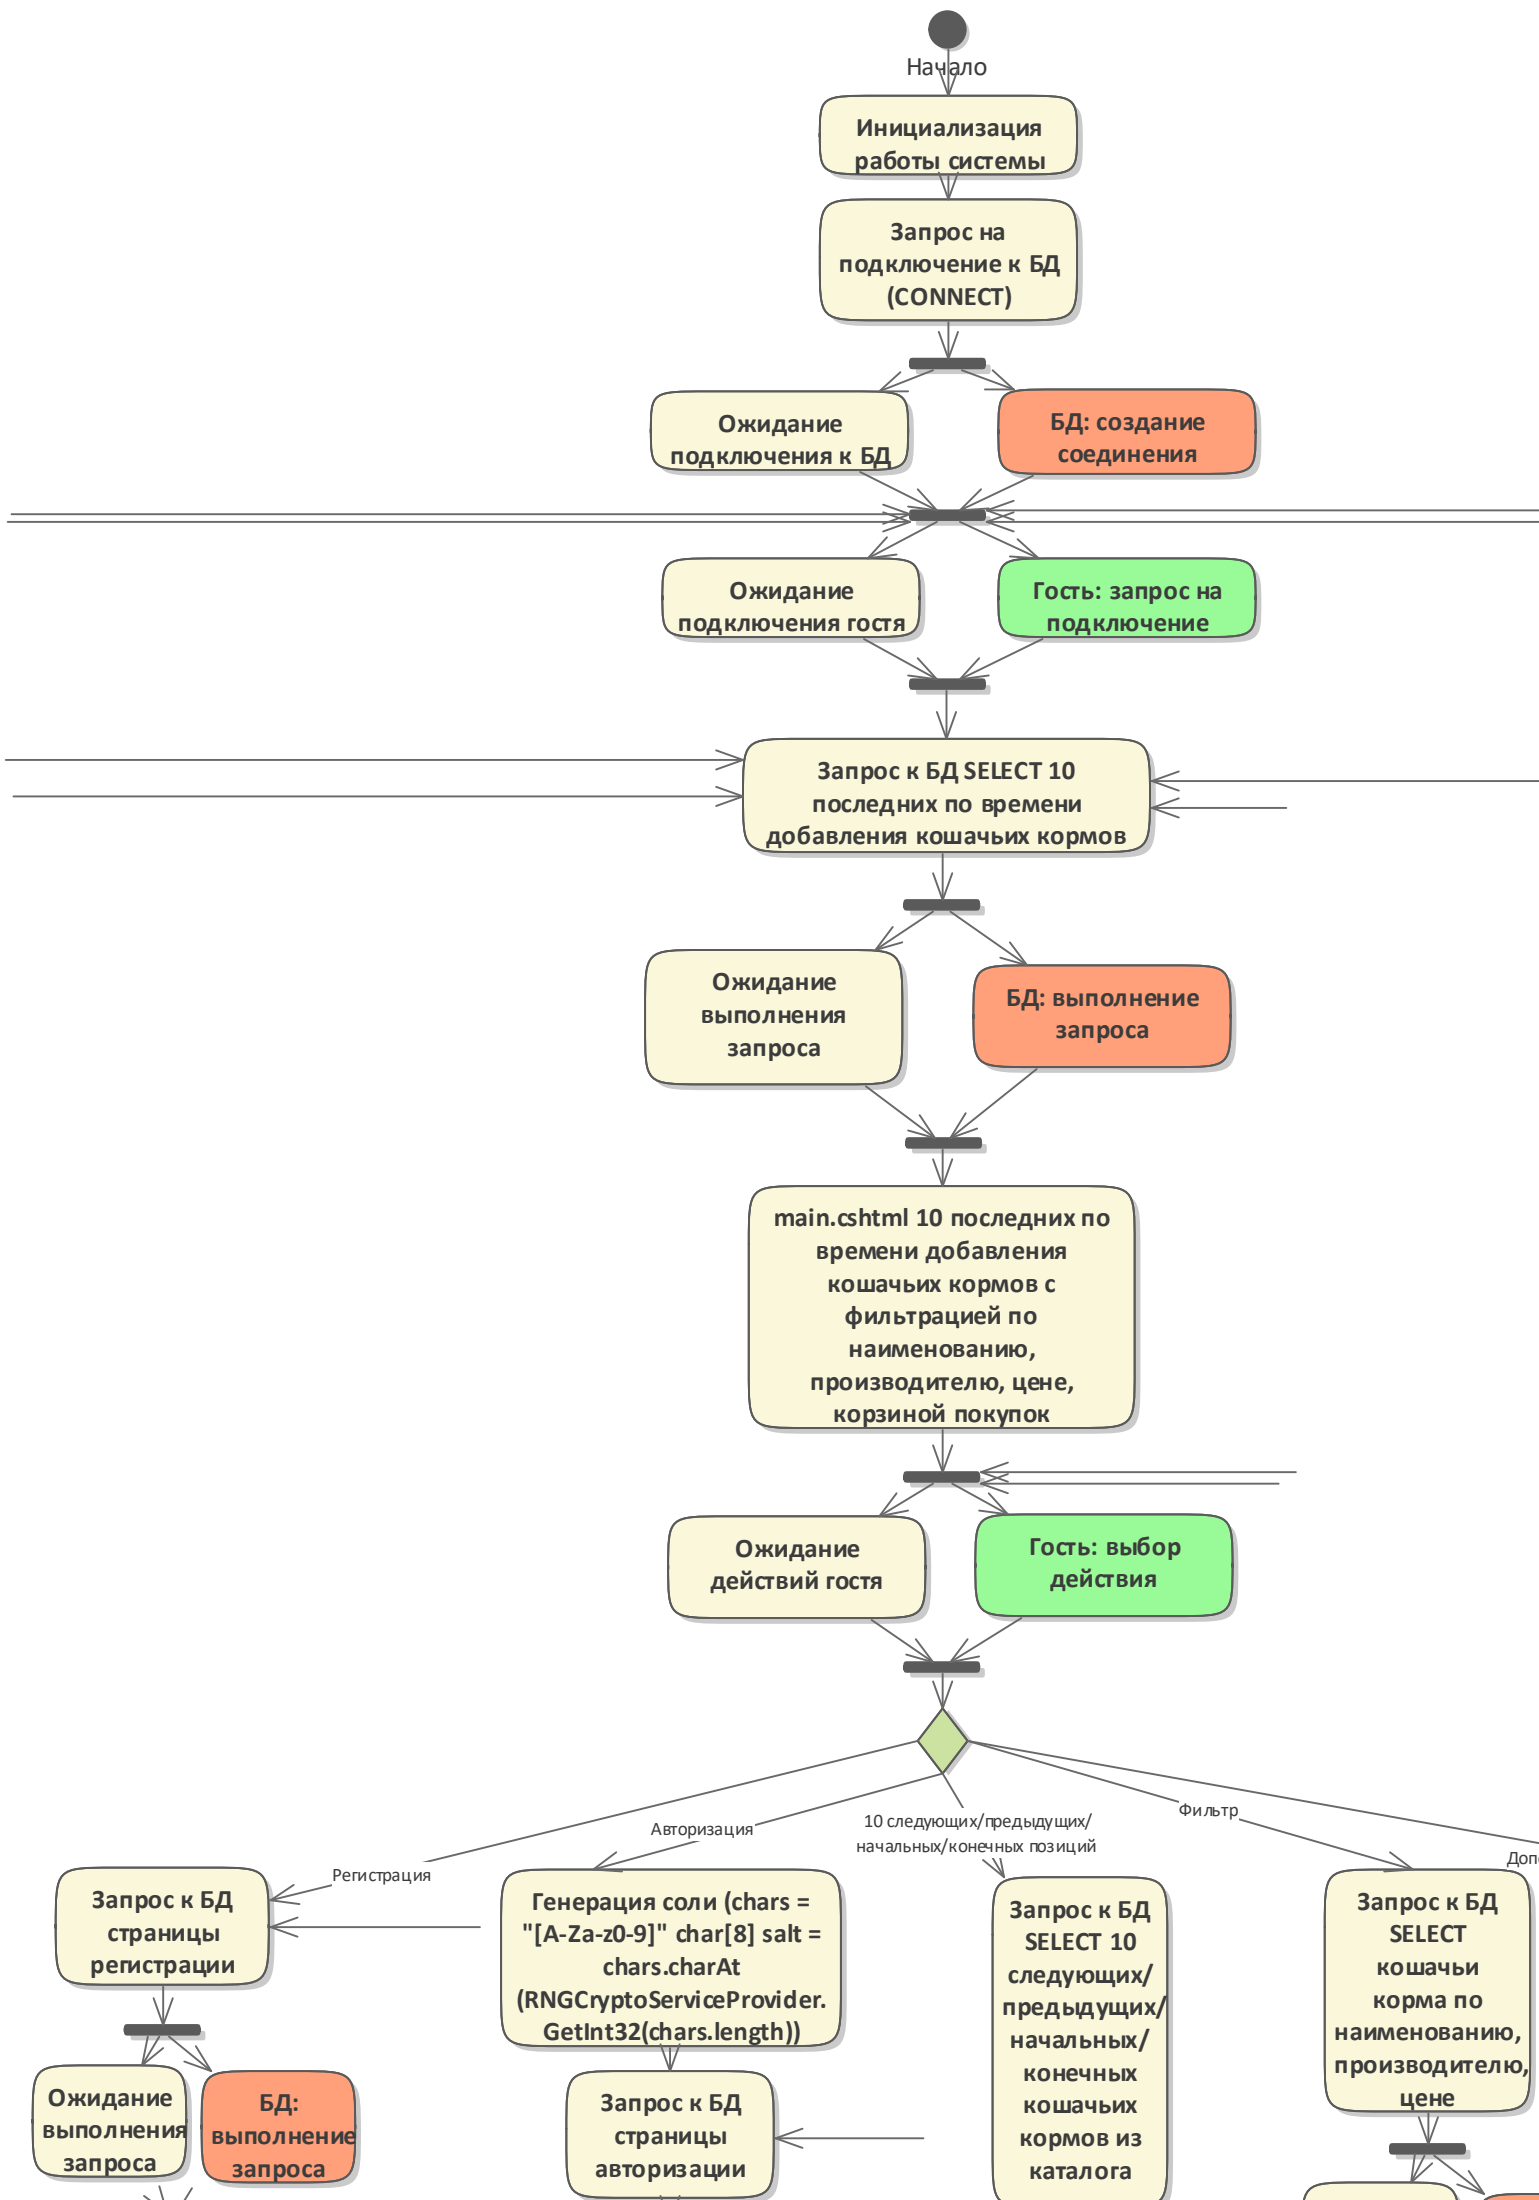 Начало
Инициализация
работы системы
Запрос на
подключение к БД
(CONNECT)
Ожидание
подключения к БД
БД: создание
соединения
Ожидание
подключения гостя
Гость: запрос на
подключение
Запрос к БД SELECT 10
последних по времени
добавления кошачьих кормов
Ожидание
выполнения
запроса
БД: выполнение
запроса
main.cshtml 10 последних по
времени добавления
кошачьих кормов с
фильтрацией по
наименованию,
производителю, цене,
корзиной покупок
Ожидание
действий гостя
Гость: выбор
действия
Регистрация
Авторизация
10 следующих/предыдущих/
начальных/конечных позиций
Фильтр
Запрос к БД
страницы
регистрации
Генерация соли (chars =
"[A-Za-z0-9]" char[8] salt =
chars.charAt
(RNGCryptoServiceProvider.
GetInt32(chars.length))
Запрос к БД
SELECT 10
следующих/
предыдущих/
начальных/
конечных
кошачьих
кормов из
каталога
Запрос к БД
SELECT
кошачьи
корма по
наименованию,
производителю,
цене
Ожидание
выполнения
запроса
БД:
выполнение
запроса
Запрос к БД
страницы
авторизации